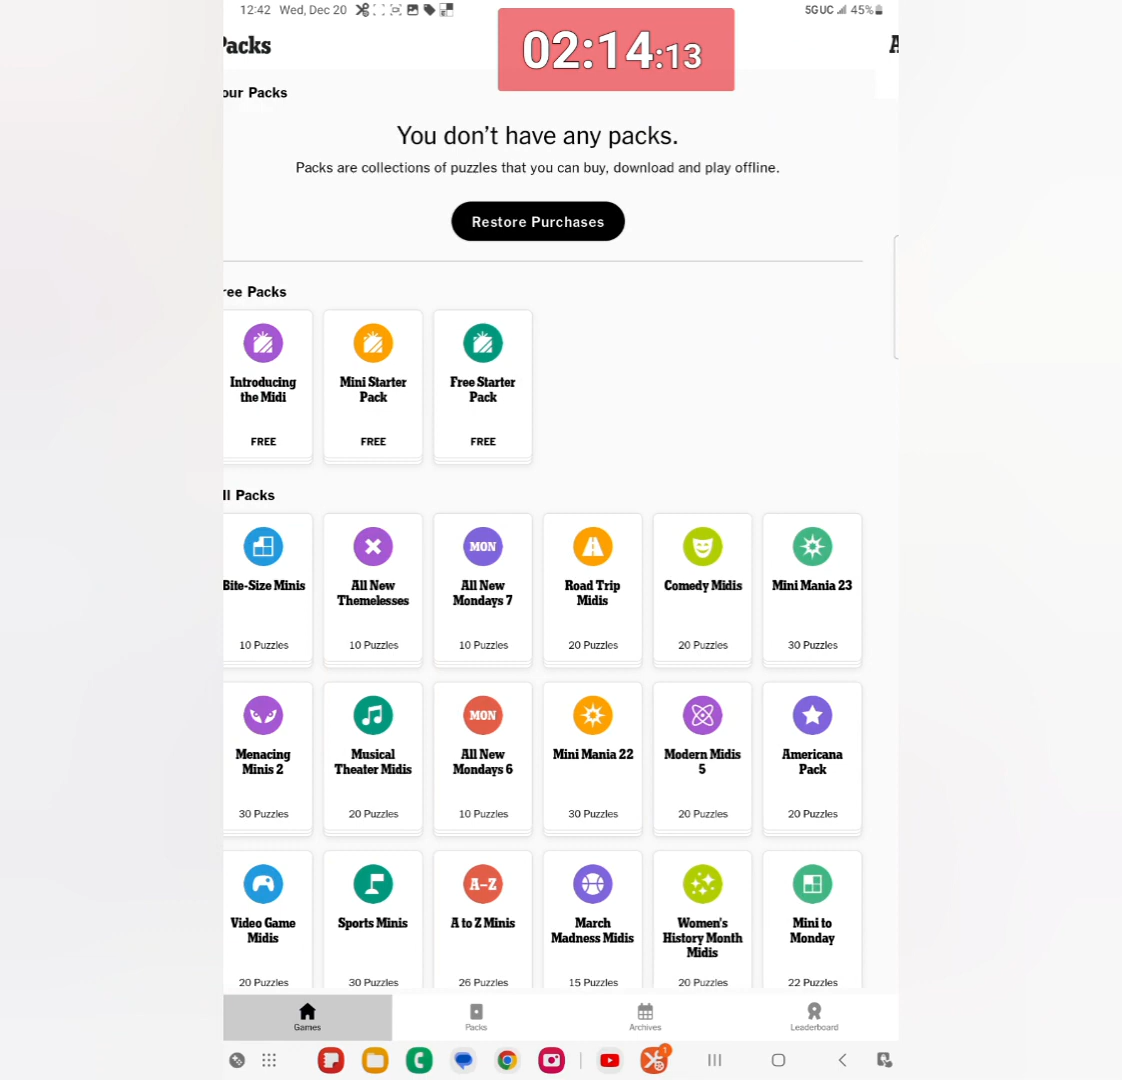 12:42 Wed, Dec 20
5G UC 45%
02:14:13
Packs
our Packs
You don't have any packs.
Packs are collections of puzzles that you can buy, download and play offline.
Restore Purchases
ree Packs
Introducing
the Midi
FREE
Mini Starter
Pack
FREE
Free Starter
Pack
FREE
ll Packs
Bite-Size Minis
10 Puzzles
All New
Themelesses
10 Puzzles
MON
All New
Mondays 7
10 Puzzles
Road Trip
Midis
20 Puzzles
Comedy Midis
20 Puzzles
Mini Mania 23
30 Puzzles
Menacing
Minis 2
30 Puzzles
Musical
Theater Midis
20 Puzzles
MON
All New
Mondays 6
10 Puzzles
Mini Mania 22
30 Puzzles
Modern Midis
5
20 Puzzles
Americana
Pack
20 Puzzles
Video Game
Midis
20 Puzzles
Sports Minis
30 Puzzles
A-Z
A to Z Minis
26 Puzzles
March
Madness Midis
15 Puzzles
Women's
History Month
Midis
20 Puzzles
Mini to
Monday
22 Puzzles
Games
Packs
Archives
Leaderboard
1